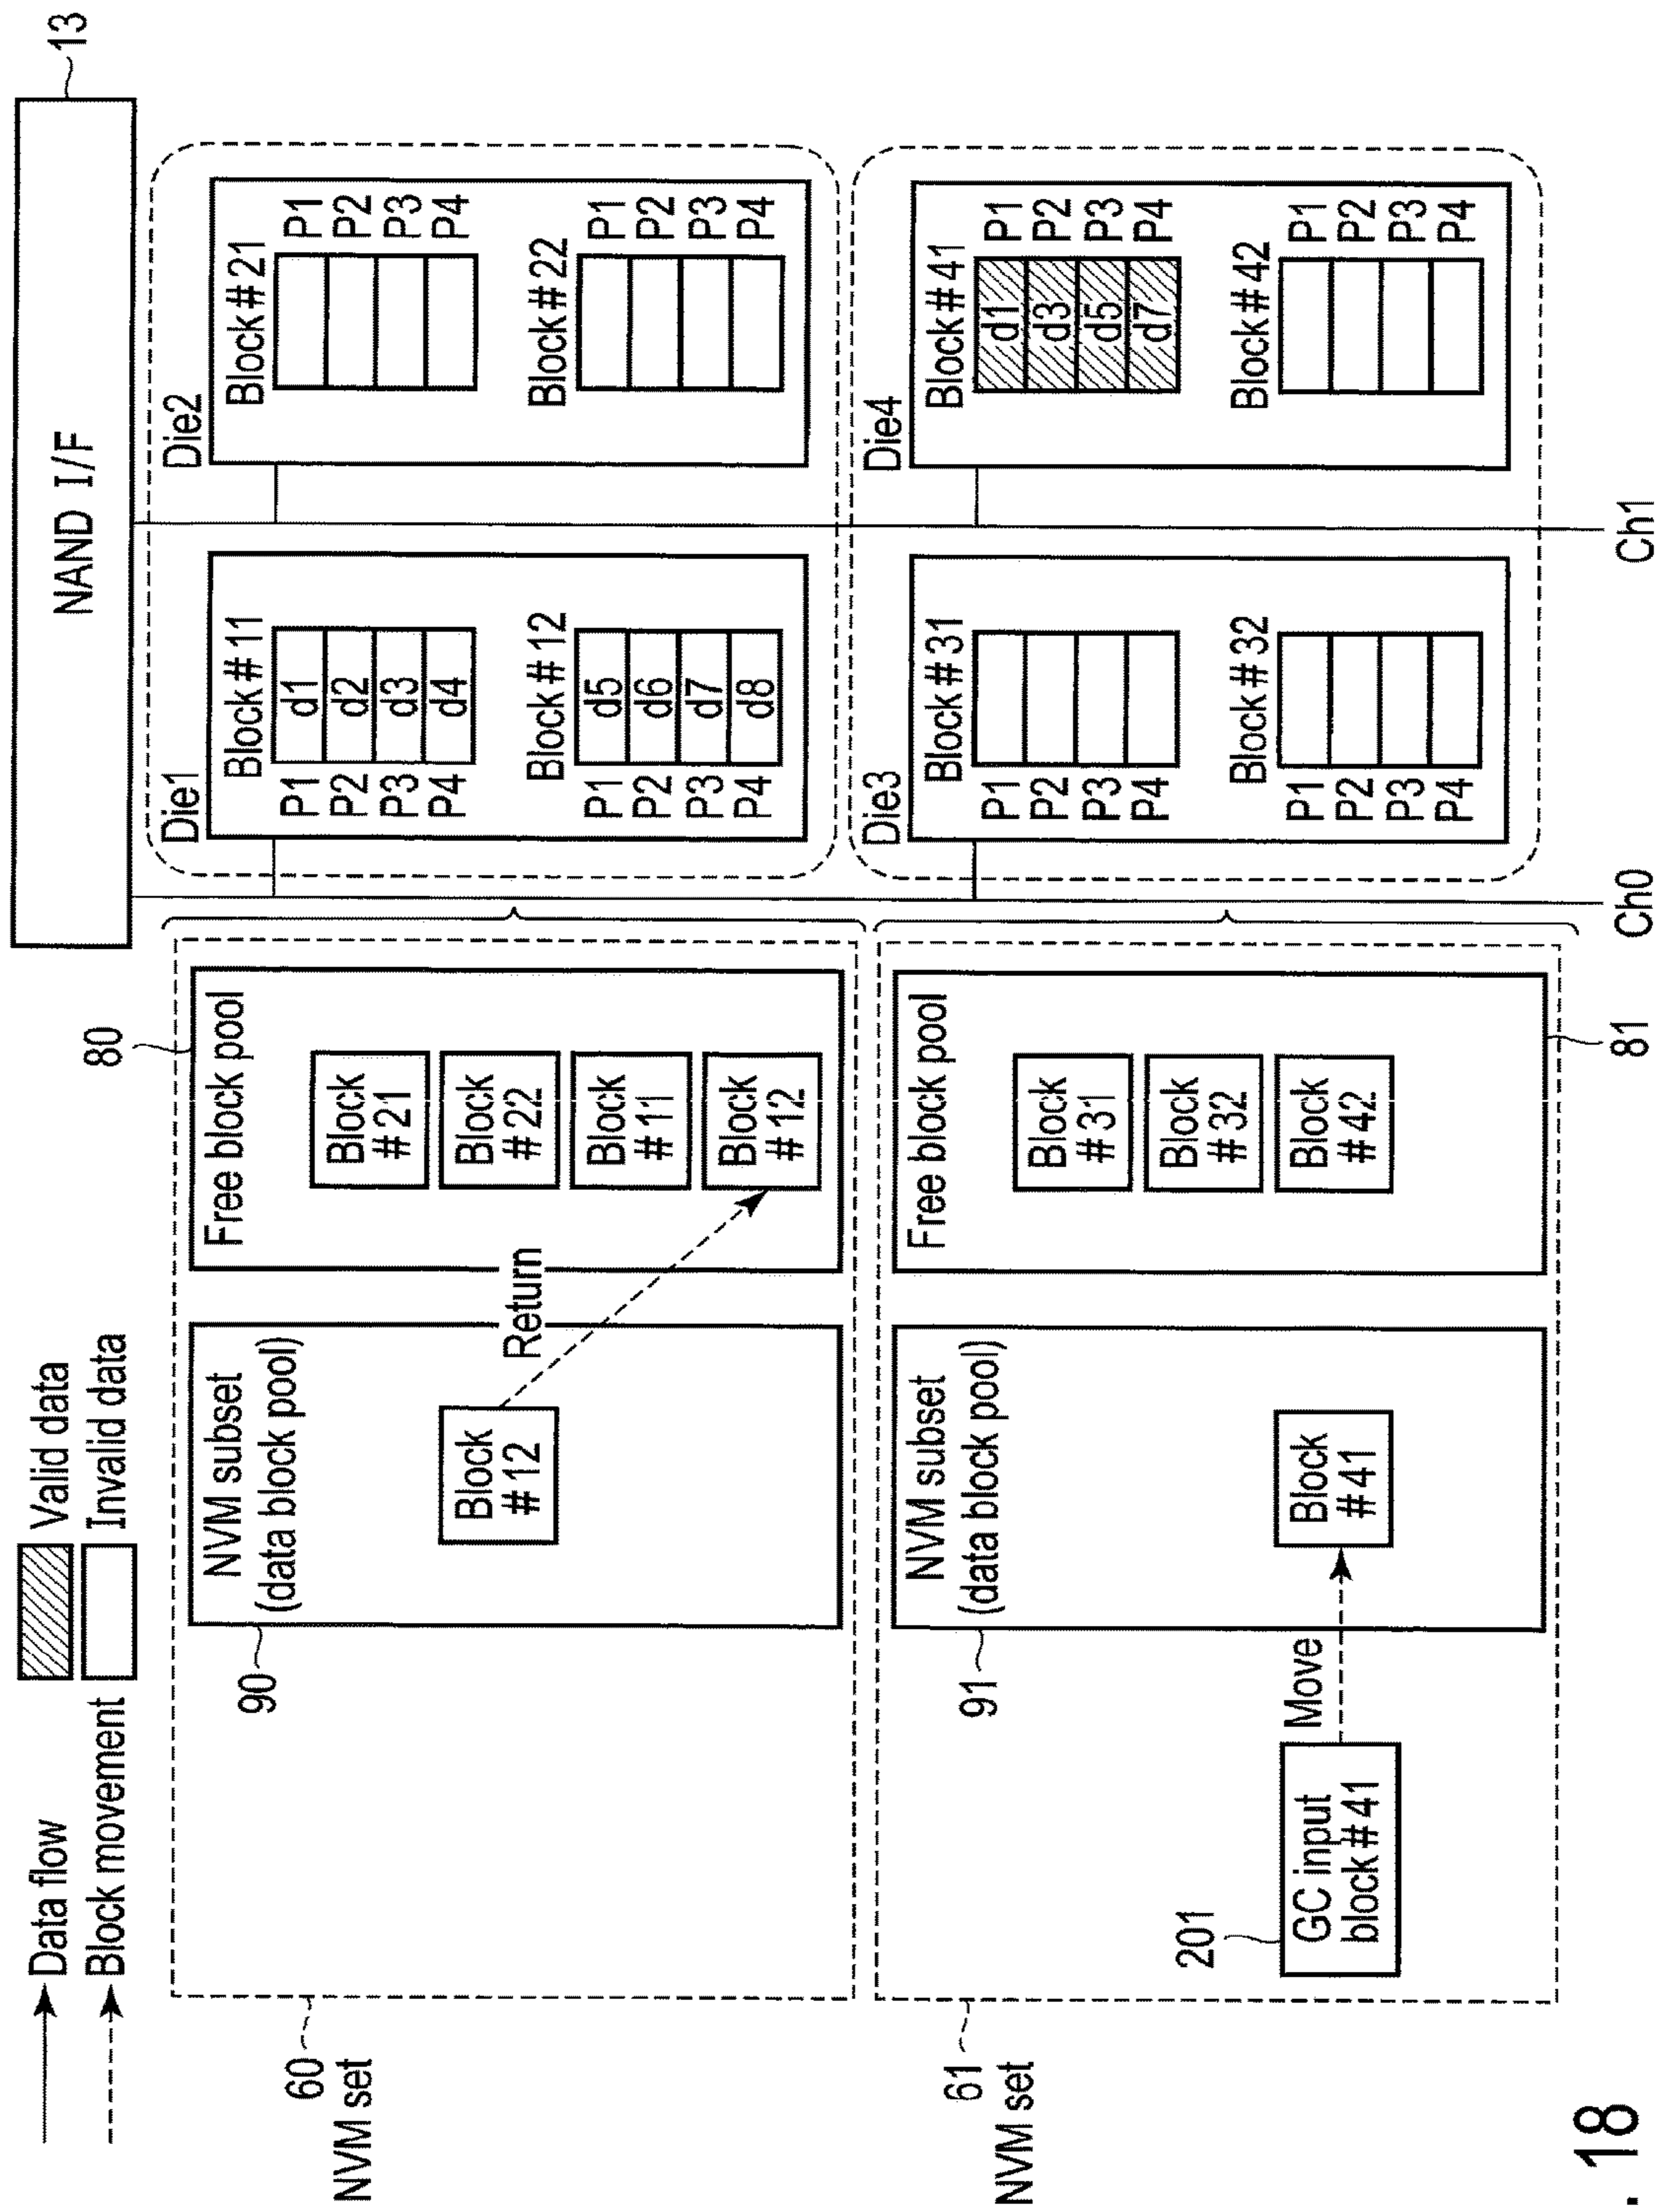 Data flow
Block movement
Valid data
Invalid data
NAND I/F
13
60
NVM set
90
NVM subset
(data block pool)
Block
#12
Return
80
Free block pool
Block
#21
Block
#22
Block
#11
Block
#12
Die1
Block#11
P1 d1
P2 d2
P3 d3
P4 d4
Block#12
P1 d5
P2 d6
P3 d7
P4 d8
Die2
Block#21
P1
P2
P3
P4
Block#22
P1
P2
P3
P4
61
NVM set
201
GC input
block#41
Move
91
NVM subset
(data block pool)
Block
#41
Free block pool
Block
#31
Block
#32
Block
#42
81
Die3
Block#31
P1
P2
P3
P4
Block#32
P1
P2
P3
P4
Die4
Block#41
d1 P1
d3 P2
d5 P3
d7 P4
Block#42
P1
P2
P3
P4
Ch0
Ch1
. 18